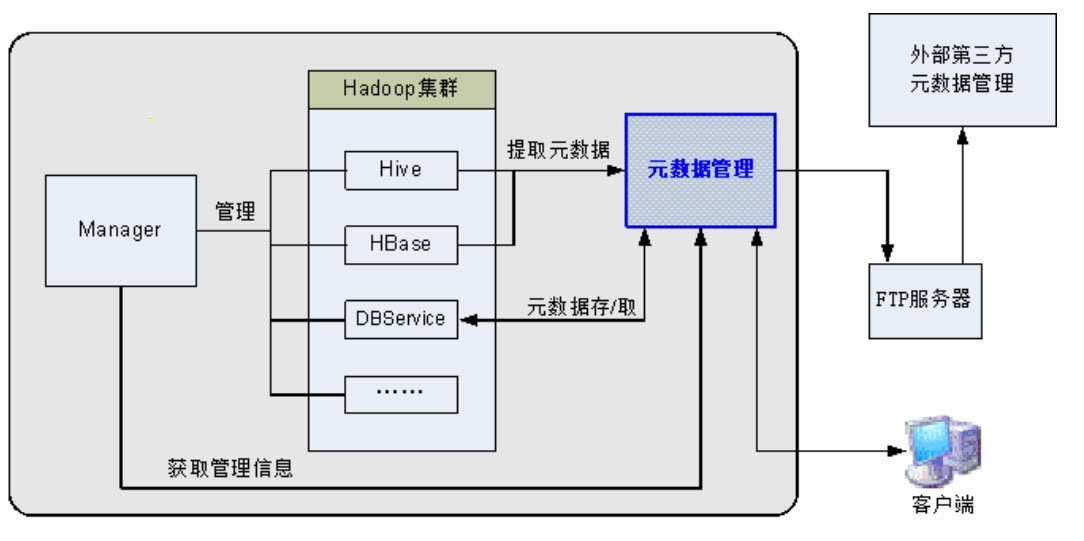 外部第三方
元数据管理
Hadoop集群
提取元数据
Hive
元数据管理
管理
Manager
HBase
FTP服务器
元数据存/取
DBService
……
获取管理信息
客户端